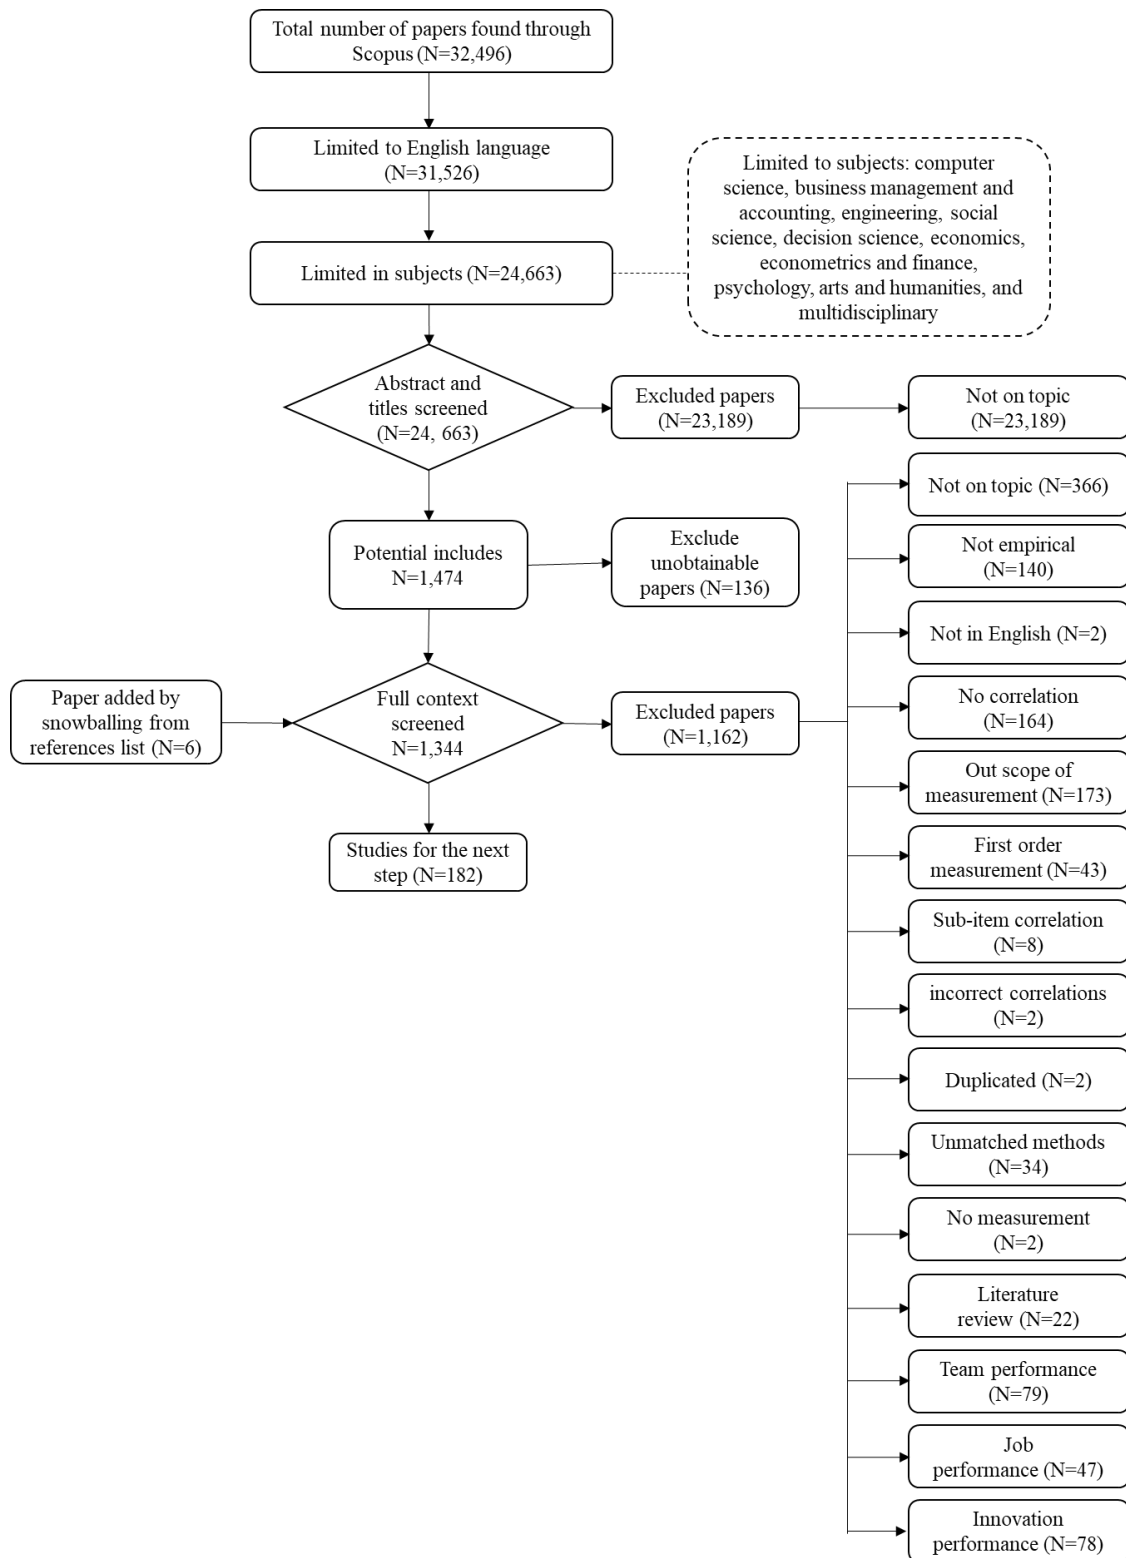 Total number of papers found through
Scopus (N=32,496)
Limited to English language
(N=31,526)
Limited to subjects: computer
science, business management and
accounting, engineering, social
science, decision science, economics,
econometrics and finance,
psychology, arts and humanities, and
multidisciplinary
Limited in subjects (N=24,663)
Abstract and
titles screened
(N=24, 663)
Excluded papers
(N=23,189)
Not on topic
(N=23,189)
Potential includes
N=1,474
Exclude
unobtainable
papers (N=136)
Paper added by
snowballing from
references list (N=6)
Full context
screened
N=1,344
Excluded papers
(N=1,162)
Studies for the next
step (N=182)
Not on topic (N=366)
Not empirical
(N=140)
Not in English (N=2)
No correlation
(N=164)
Out scope of
measurement (N=173)
First order
measurement (N=43)
Sub-item correlation
(N=8)
incorrect correlations
(N=2)
Duplicated (N=2)
Unmatched methods
(N=34)
No measurement
(N=2)
Literature
review (N=22)
Team performance
(N=79)
Job
performance (N=47)
Innovation
performance (N=78)